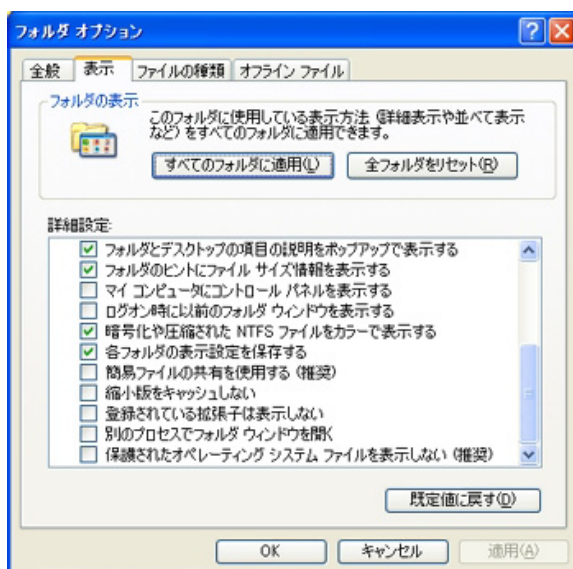 フォルダ オプション
全般 表示 ファイルの種類 オフライン ファイル
フォルダの表示
このフォルダに使用している表示方法 (詳細表示や並べて表示
など) をすべてのフォルダに適用できます。
すべてのフォルダに適用(L) 全フォルダをリセット(R)
詳細設定:
フォルダとデスクトップの項目の説明をポップアップで表示する
フォルダのヒントにファイル サイズ情報を表示する
マイ コンピュータにコントロール パネルを表示する
ログオン時に以前のフォルダ ウィンドウを表示する
暗号化や圧縮された NTFS ファイルをカラーで表示する
各フォルダの表示設定を保存する
簡易ファイルの共有を使用する (推奨)
縮小版をキャッシュしない
登録されている拡張子は表示しない
別のプロセスでフォルダ ウィンドウを開く
保護されたオペレーティング システム ファイルを表示しない (推奨)
既定値に戻す(D)
OK キャンセル 適用(A)